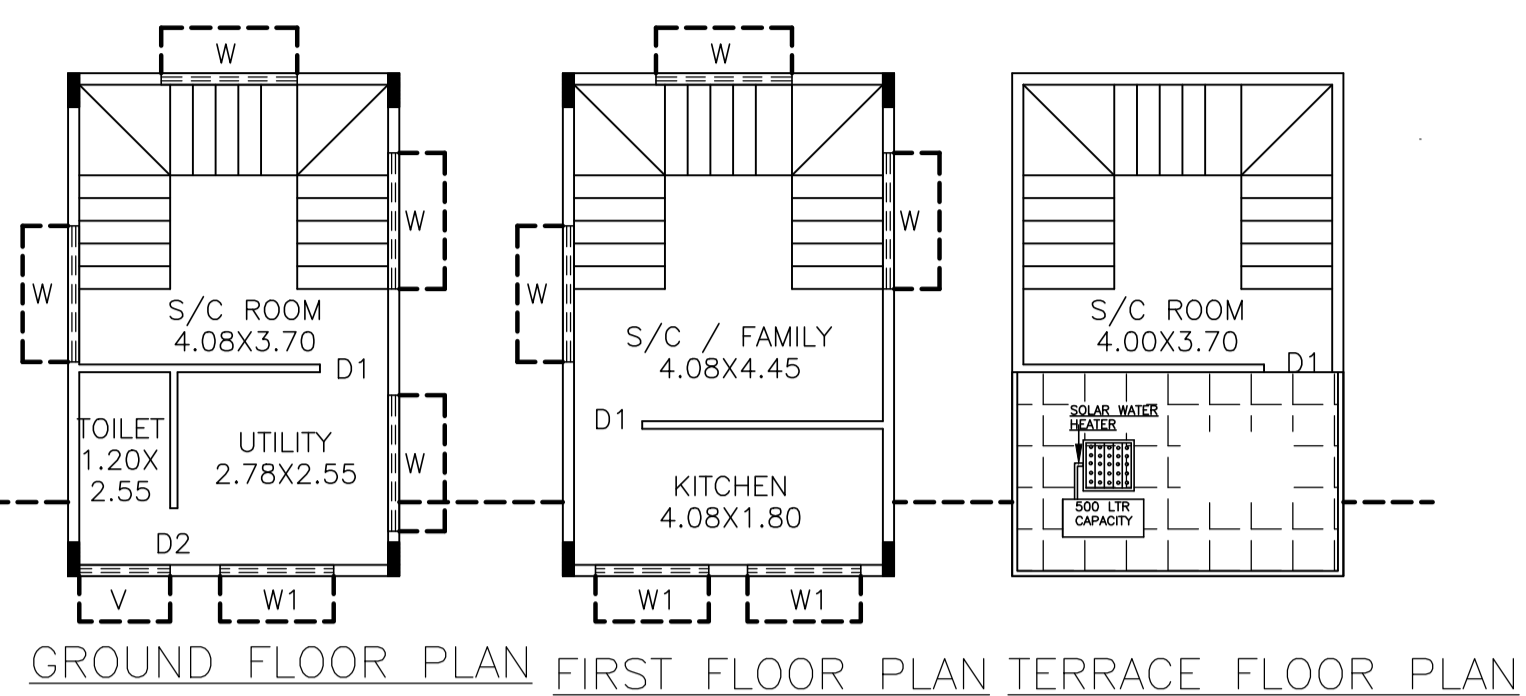 W
W
W
S/C ROOM
4.08X3.70
D1
TOILET
1.20X
2.55
UTILITY
2.78X2.55
W
D2
V
W1
GROUND FLOOR PLAN
W
W
W
S/C / FAMILY
4.08X4.45
D1
KITCHEN
4.08X1.80
W1
W1
FIRST FLOOR PLAN
S/C ROOM
4.00X3.70
D1
SOLAR WATER
HEATER
500 LTR
CAPACITY
TERRACE FLOOR PLAN